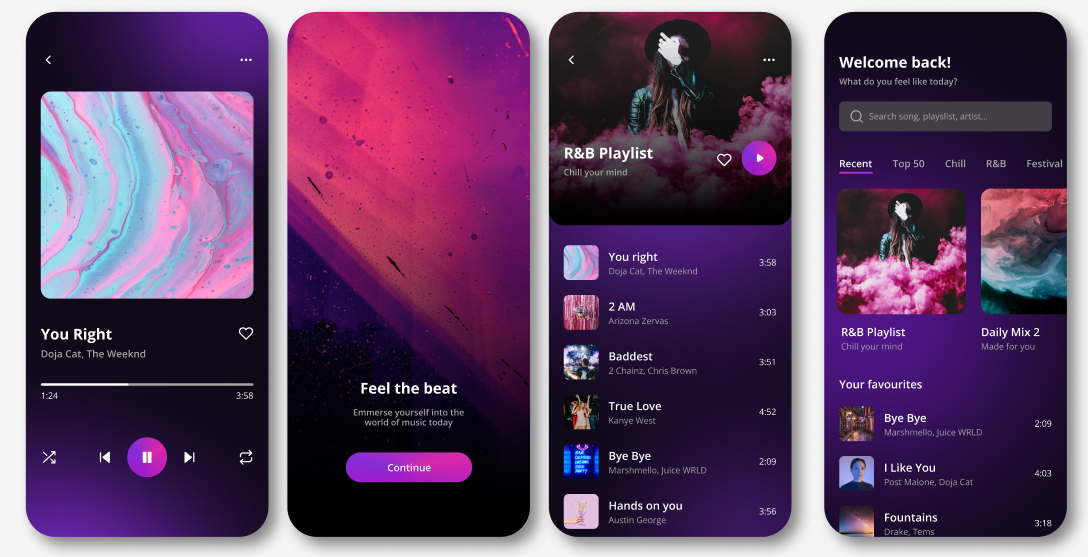 You Right
Doja Cat, The Weeknd
1:24
3:58
Feel the beat
Emmerse yourself into the
world of music today
Continue
R&B Playlist
Chill your mind
You right
Doja Cat, The Weeknd
3:58
2 AM
Arizona Zervas
3:03
Baddest
2 Chainz, Chris Brown
3:51
True Love
Kanye West
4:52
Bye Bye
Marshmello, Juice WRLD
2:09
Hands on you
Austin George
3:56
Welcome back!
What do you feel like today?
Search song, playslist, artist...
Recent Top 50 Chill R&B Festival
R&B Playlist
Chill your mind
Daily Mix 2
Made for you
Your favourites
Bye Bye
Marshmello, Juice WRLD
2:09
I Like You
Post Malone, Doja Cat
4:03
Fountains
Drake, Tems
3:18